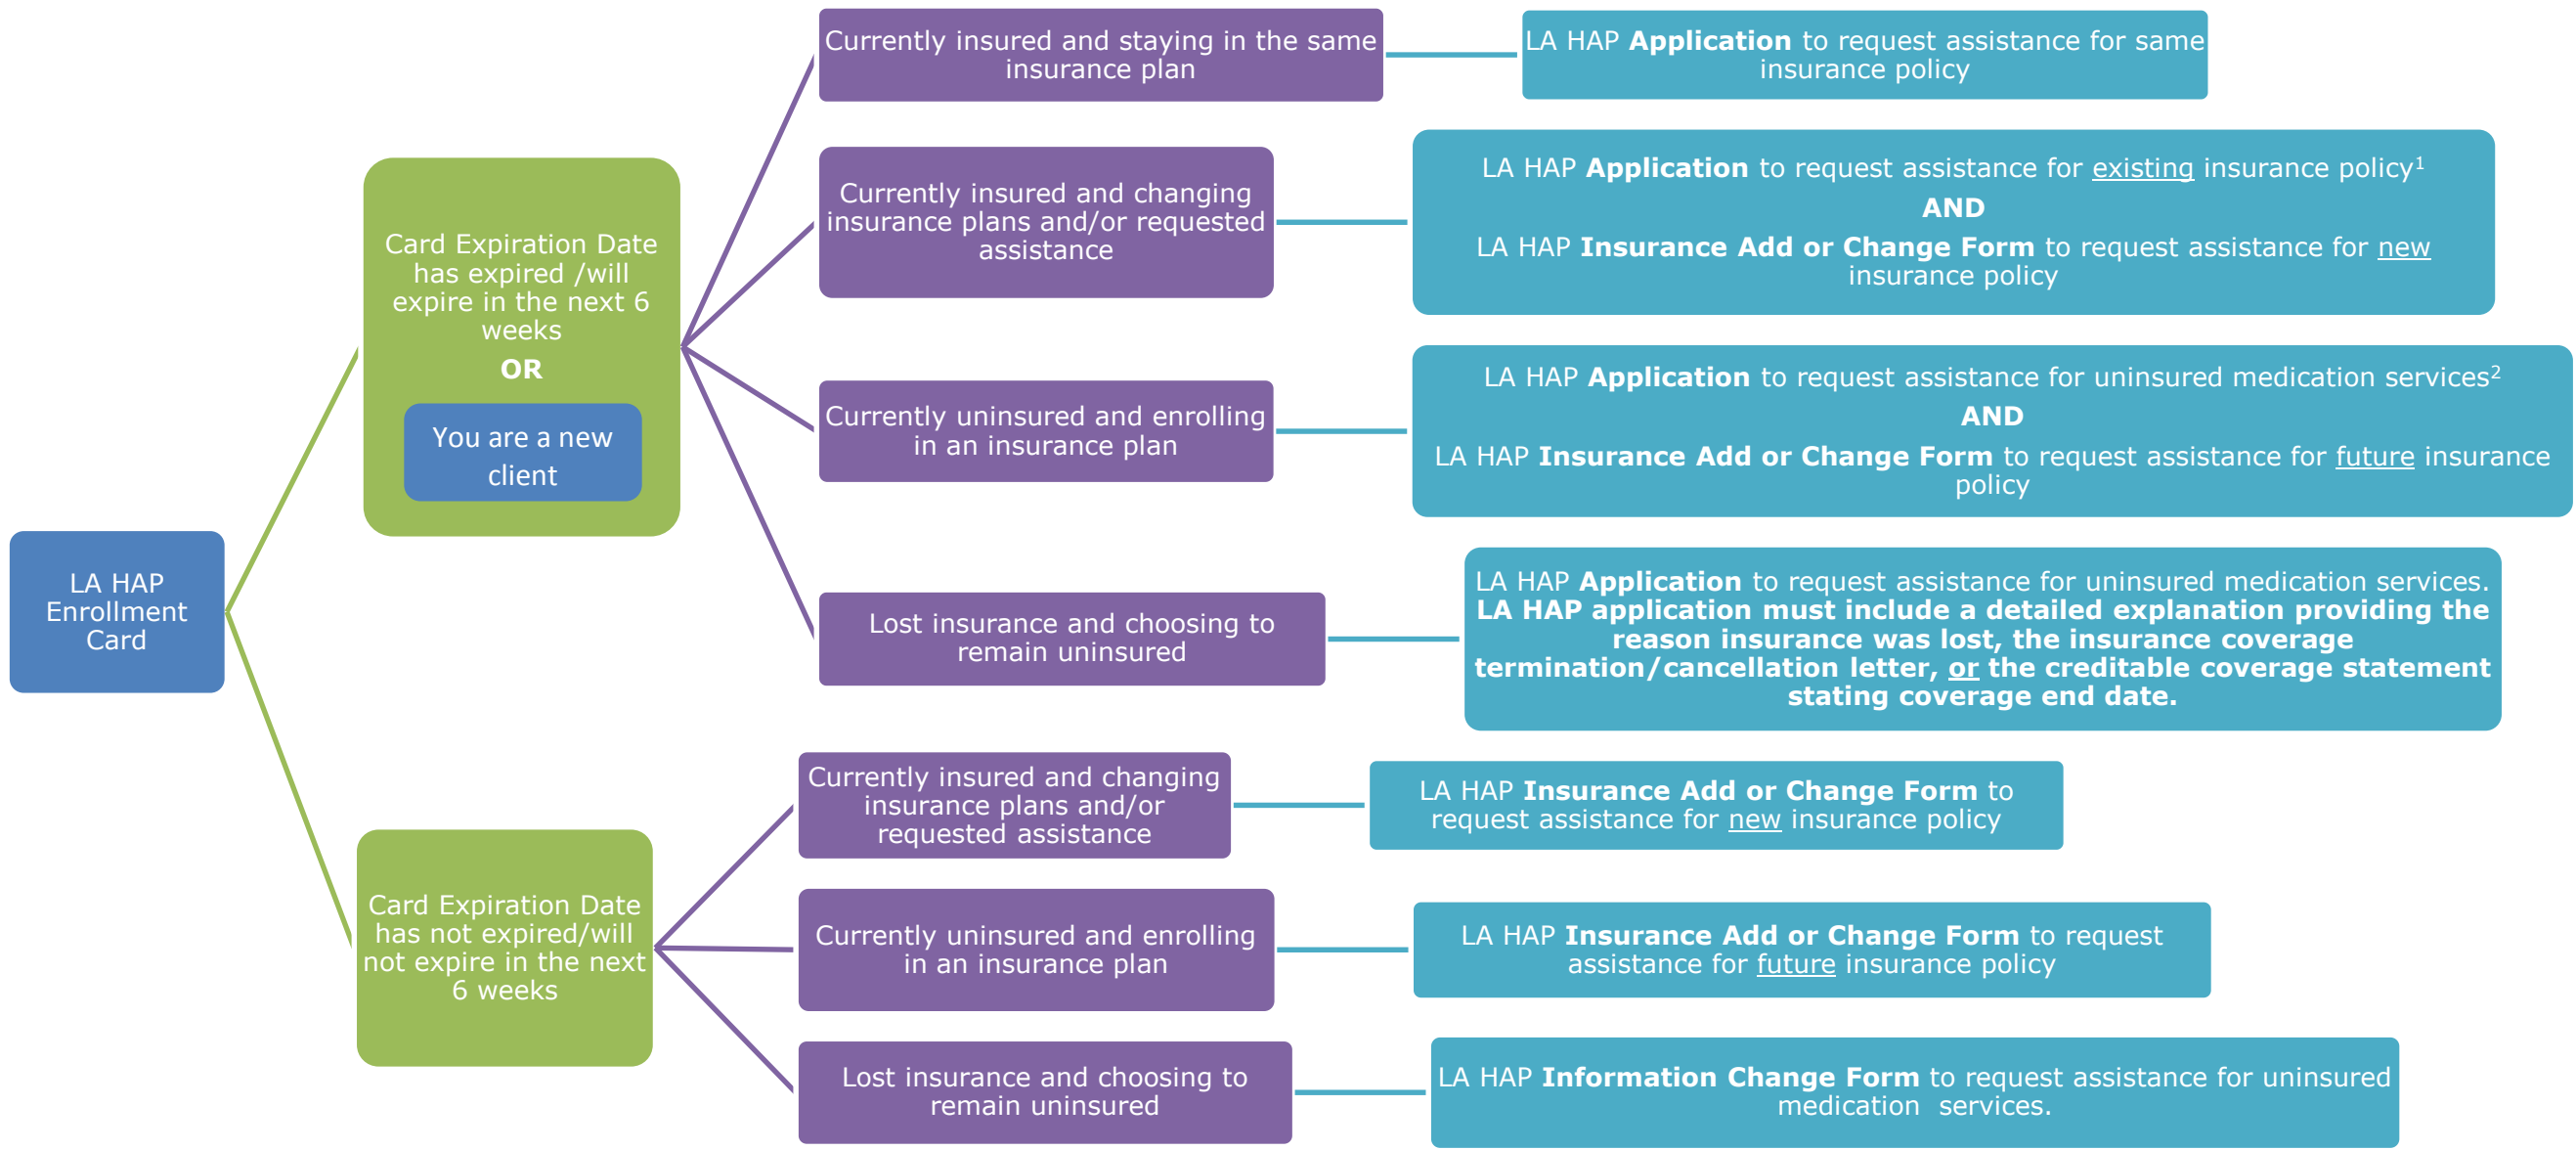 LA HAP
Enrollment
Card
Card Expiration Date
has expired /will
expire in the next 6
weeks
OR
You are a new
client
Currently insured and staying in the same
insurance plan
LA HAP Application to request assistance for same
insurance policy
Currently insured and changing
insurance plans and/or requested
assistance
LA HAP Application to request assistance for existing insurance policy¹
AND
LA HAP Insurance Add or Change Form to request assistance for new
insurance policy
Currently uninsured and enrolling
in an insurance plan
LA HAP Application to request assistance for uninsured medication services²
AND
LA HAP Insurance Add or Change Form to request assistance for future insurance
policy
Lost insurance and choosing to
remain uninsured
LA HAP Application to request assistance for uninsured medication services.
LA HAP application must include a detailed explanation providing the
reason insurance was lost, the insurance coverage
termination/cancellation letter, or the creditable coverage statement
stating coverage end date.
Card Expiration Date
has not expired/will
not expire in the next
6 weeks
Currently insured and changing
insurance plans and/or
requested assistance
LA HAP Insurance Add or Change Form to
request assistance for new insurance policy
Currently uninsured and enrolling
in an insurance plan
LA HAP Insurance Add or Change Form to request
assistance for future insurance policy
Lost insurance and choosing to
remain uninsured
LA HAP Information Change Form to request assistance for uninsured
medication services.